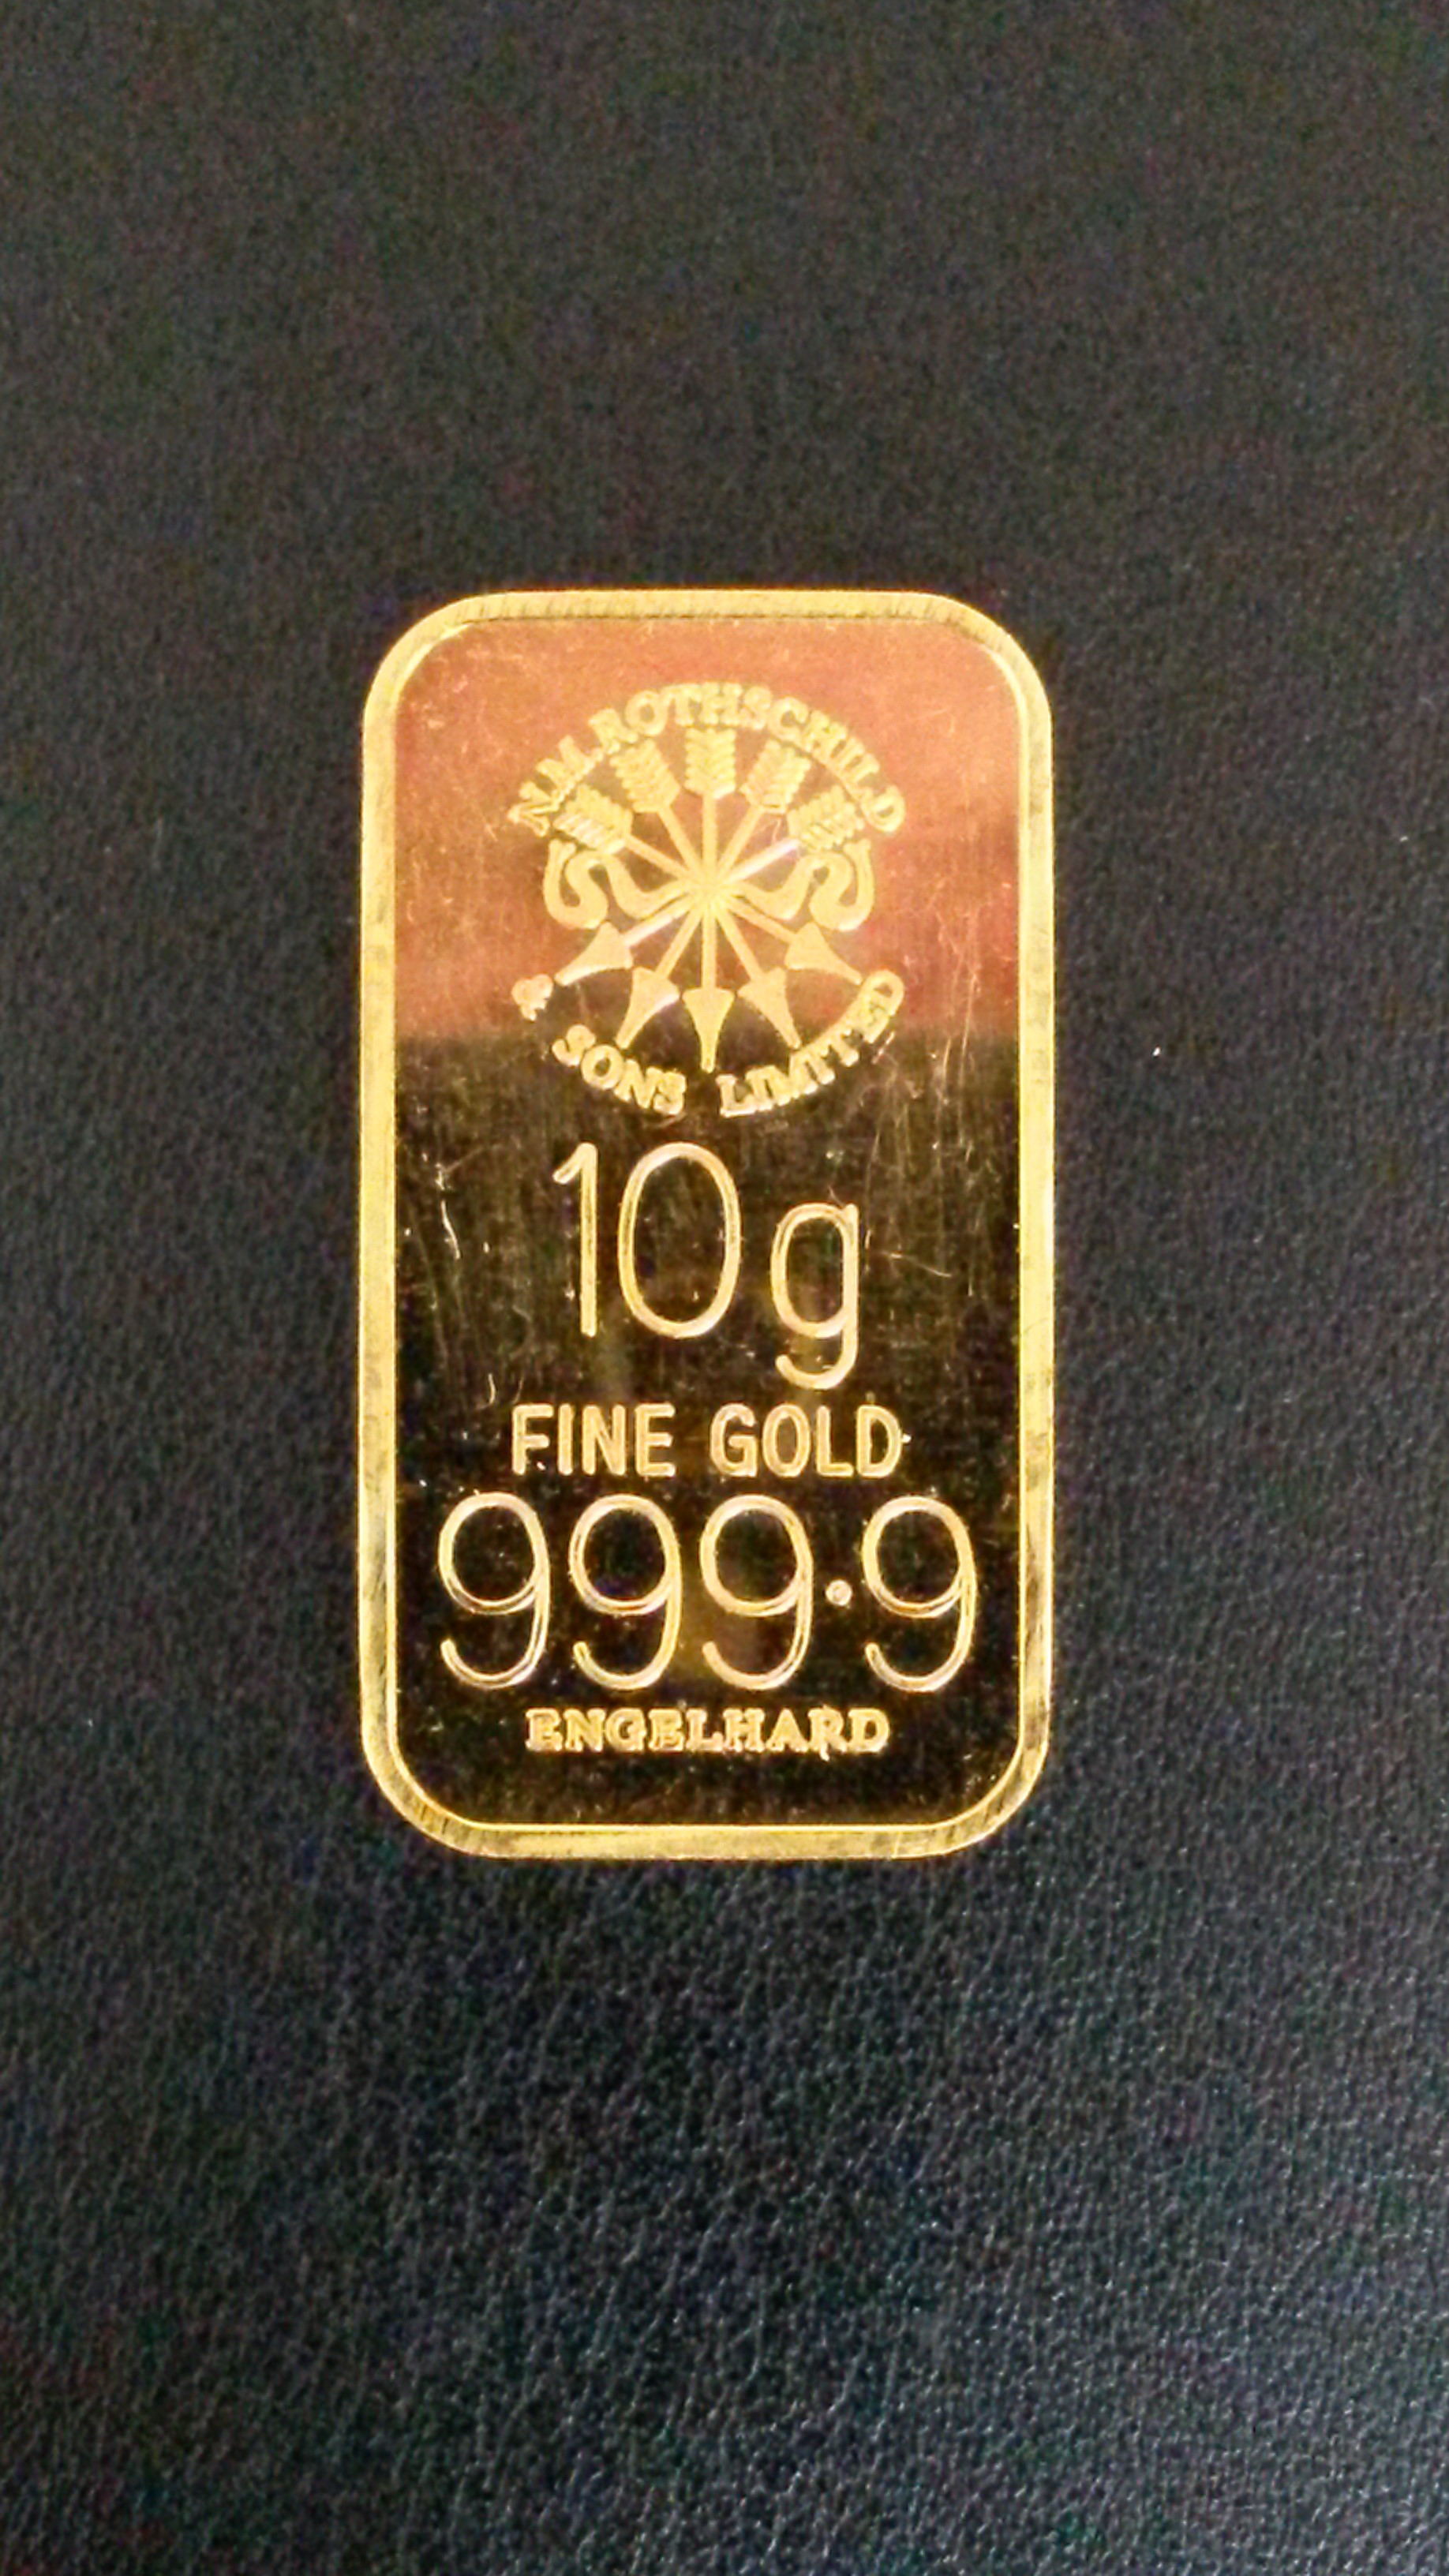 N.M.ROTHSCHILD
& SONS LIMITED
10g
FINE GOLD
999·9
ENGELHARD